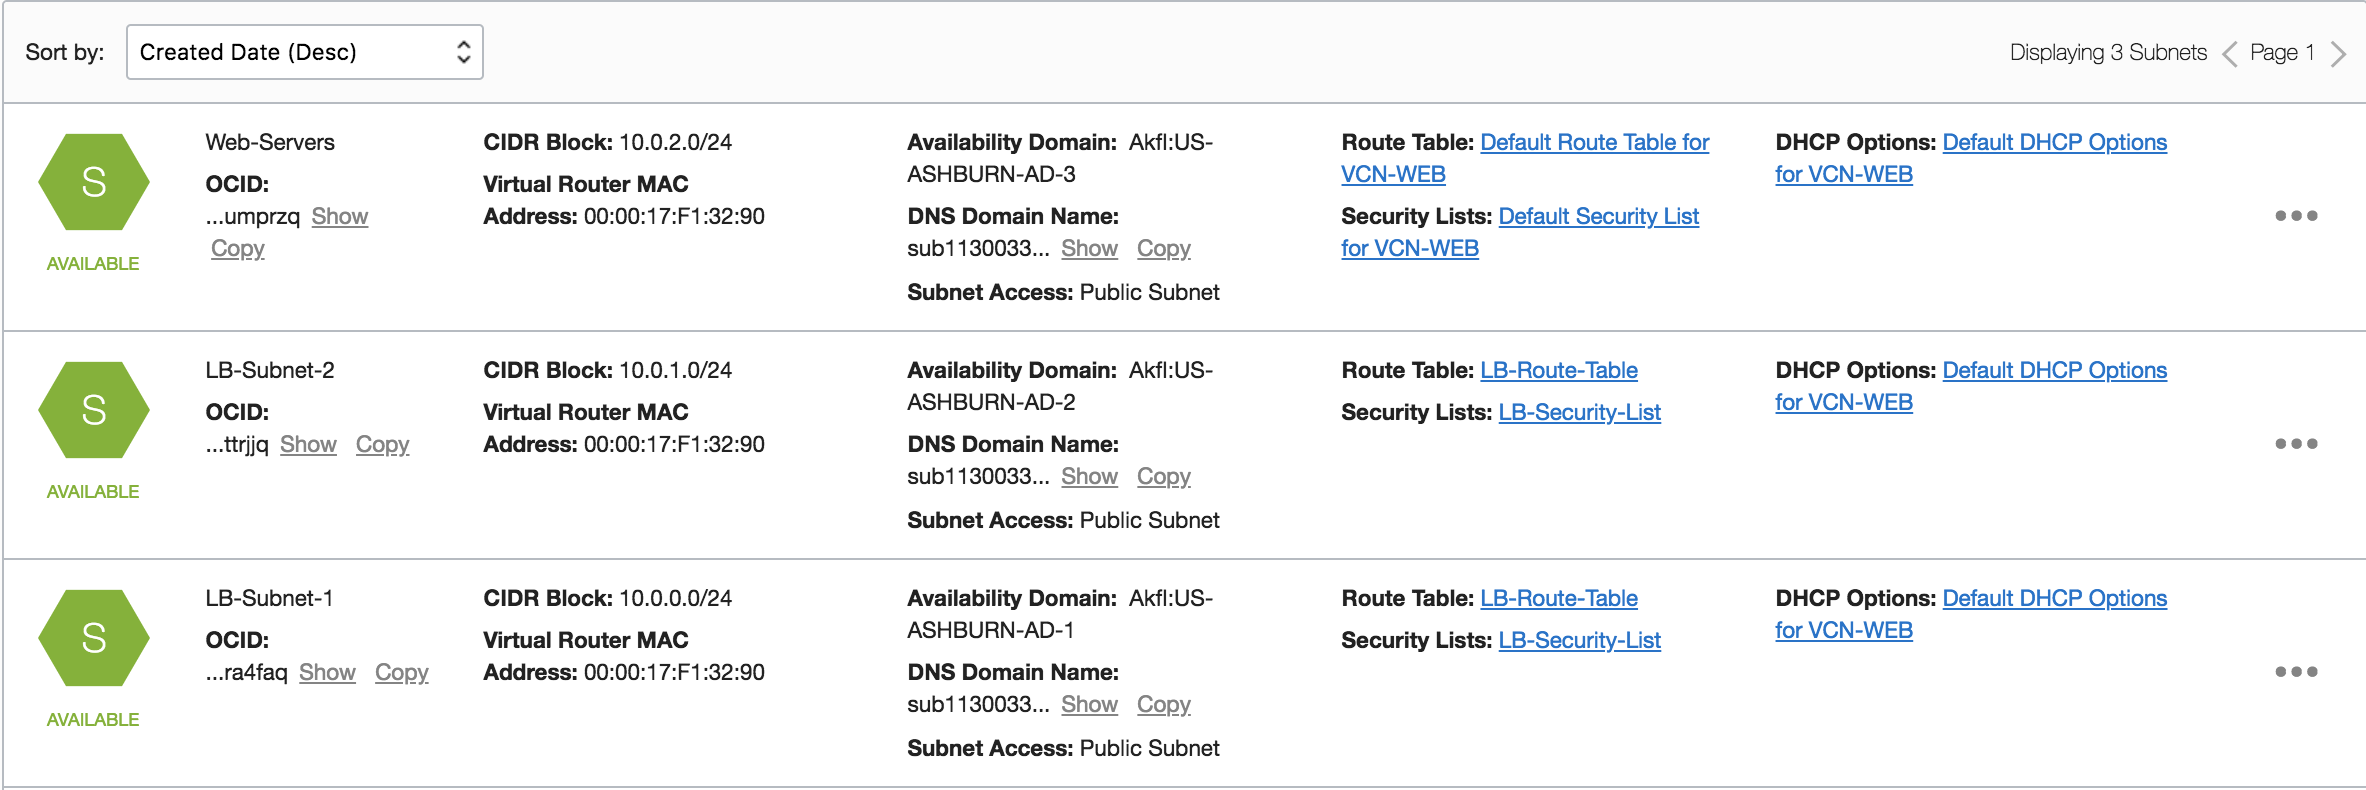 Sort by: Created Date (Desc) Displaying 3 Subnets Page 1
S
AVAILABLE
Web-Servers
OCID:
...umprzq Show
Copy
CIDR Block: 10.0.2.0/24
Virtual Router MAC
Address: 00:00:17:F1:32:90
Availability Domain: Akfl:US-
ASHBURN-AD-3
DNS Domain Name:
sub1130033... Show Copy
Subnet Access: Public Subnet
Route Table: Default Route Table for
VCN-WEB
Security Lists: Default Security List
for VCN-WEB
DHCP Options: Default DHCP Options
for VCN-WEB
S
AVAILABLE
LB-Subnet-2
OCID:
...ttrjjq Show Copy
CIDR Block: 10.0.1.0/24
Virtual Router MAC
Address: 00:00:17:F1:32:90
Availability Domain: Akfl:US-
ASHBURN-AD-2
DNS Domain Name:
sub1130033... Show Copy
Subnet Access: Public Subnet
Route Table: LB-Route-Table
Security Lists: LB-Security-List
DHCP Options: Default DHCP Options
for VCN-WEB
S
AVAILABLE
LB-Subnet-1
OCID:
...ra4faq Show Copy
CIDR Block: 10.0.0.0/24
Virtual Router MAC
Address: 00:00:17:F1:32:90
Availability Domain: Akfl:US-
ASHBURN-AD-1
DNS Domain Name:
sub1130033... Show Copy
Subnet Access: Public Subnet
Route Table: LB-Route-Table
Security Lists: LB-Security-List
DHCP Options: Default DHCP Options
for VCN-WEB